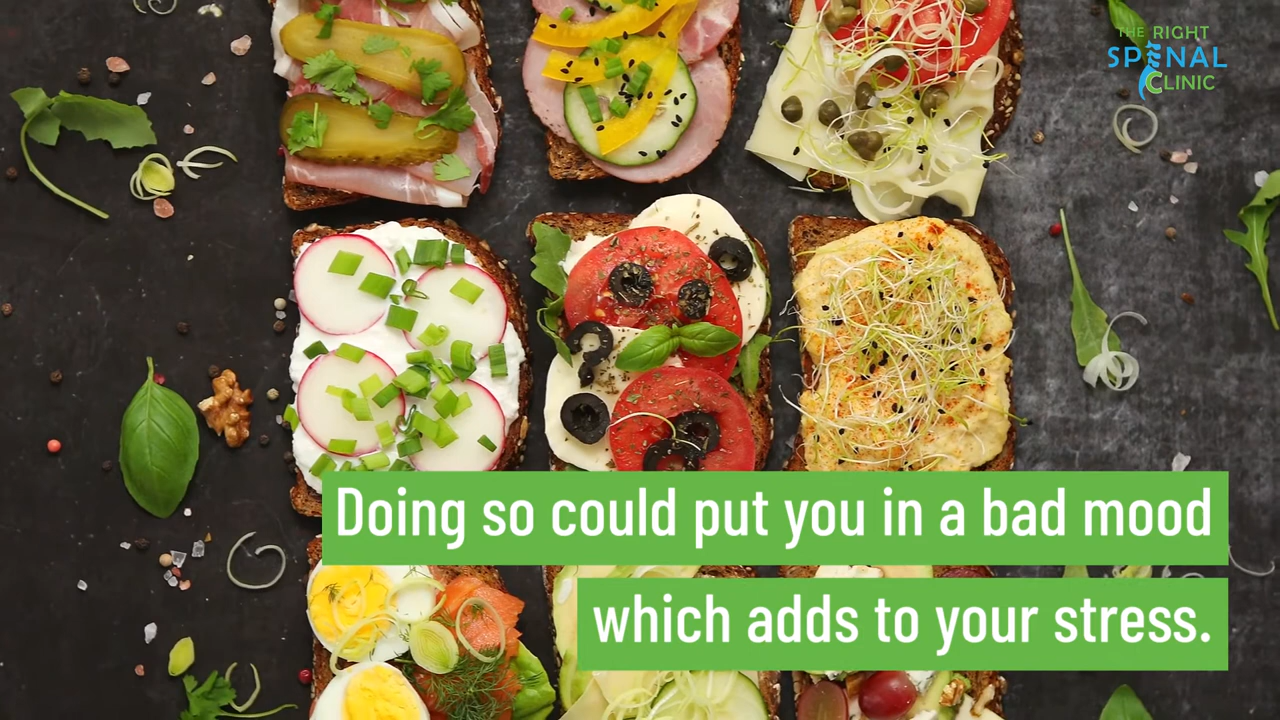 THE RIGHT
SPINAL
CLINIC
Doing so could put you in a bad mood
which adds to your stress.